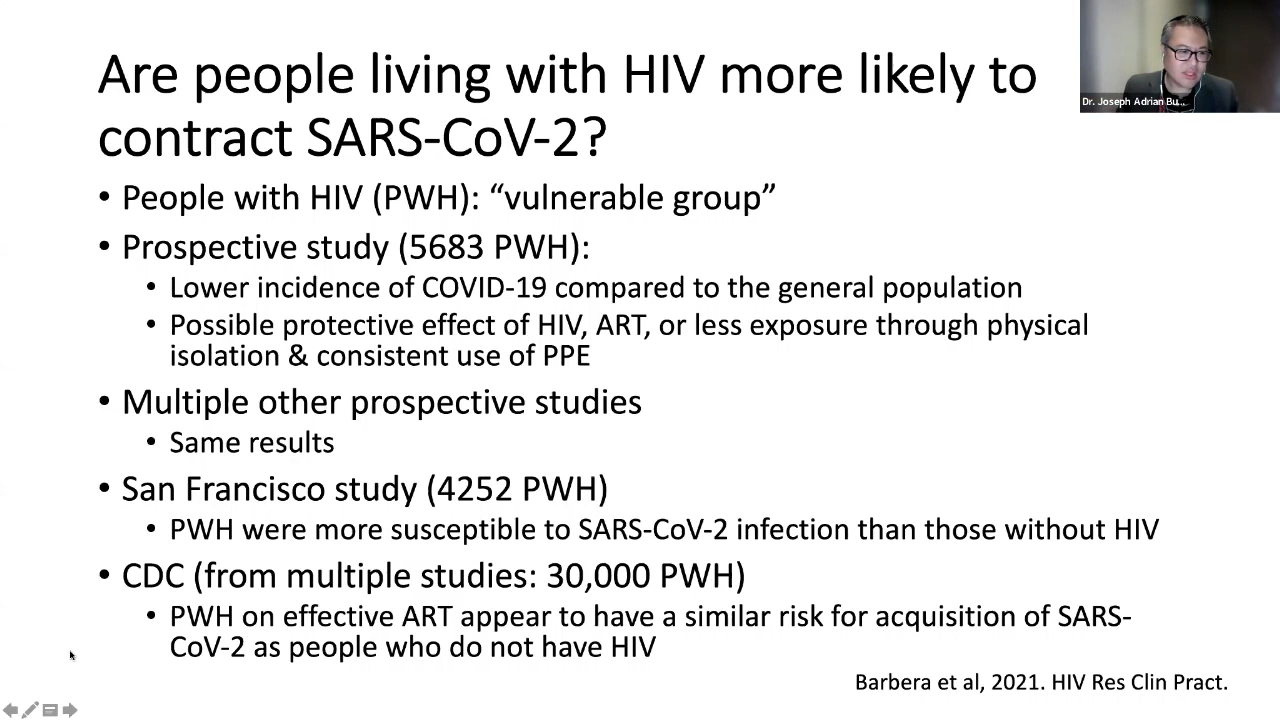 Are people living with HIV more likely to
contract SARS-CoV-2?
• People with HIV (PWH): “vulnerable group”
• Prospective study (5683 PWH):
• Lower incidence of COVID-19 compared to the general population
• Possible protective effect of HIV, ART, or less exposure through physical
isolation & consistent use of PPE
• Multiple other prospective studies
• Same results
• San Francisco study (4252 PWH)
• PWH were more susceptible to SARS-CoV-2 infection than those without HIV
• CDC (from multiple studies: 30,000 PWH)
• PWH on effective ART appear to have a similar risk for acquisition of SARS-
CoV-2 as people who do not have HIV
Barbera et al, 2021. HIV Res Clin Pract.
Dr. Joseph Adrian Bu...